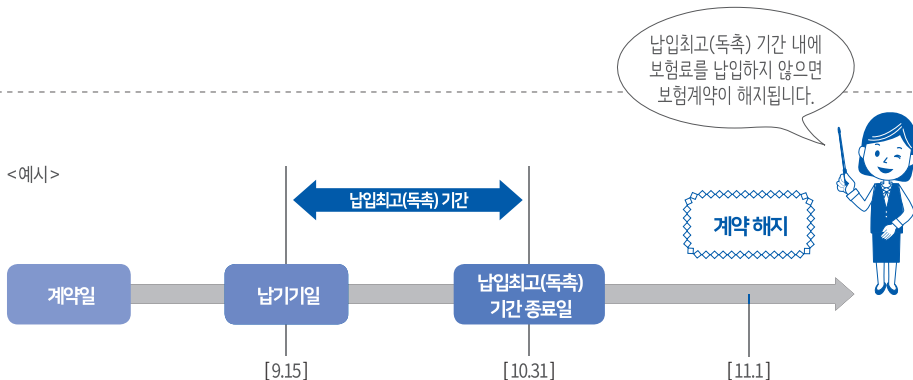 납입최고(독촉) 기간 내에
보험료를 납입하지 않으면
보험계약이 해지됩니다.
<예시>
납입최고(독촉) 기간
계약 해지
계약일
납기기일
납입최고(독촉)
기간 종료일
[9.15]
[10.31]
[11.1]